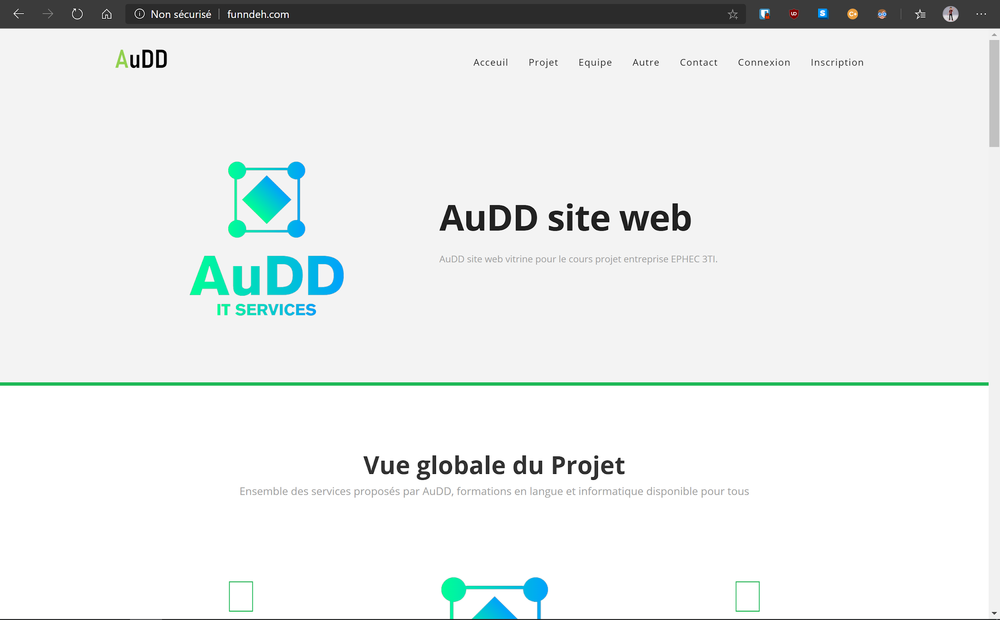 Non sécurisé | funndeh.com
AuDD
Acceuil Projet Equipe Autre Contact Connexion Inscription
AuDD
IT SERVICES
AuDD site web
AuDD site web vitrine pour le cours projet entreprise EPHEC 3TI.
Vue globale du Projet
Ensemble des services proposés par AuDD, formations en langue et informatique disponible pour tous